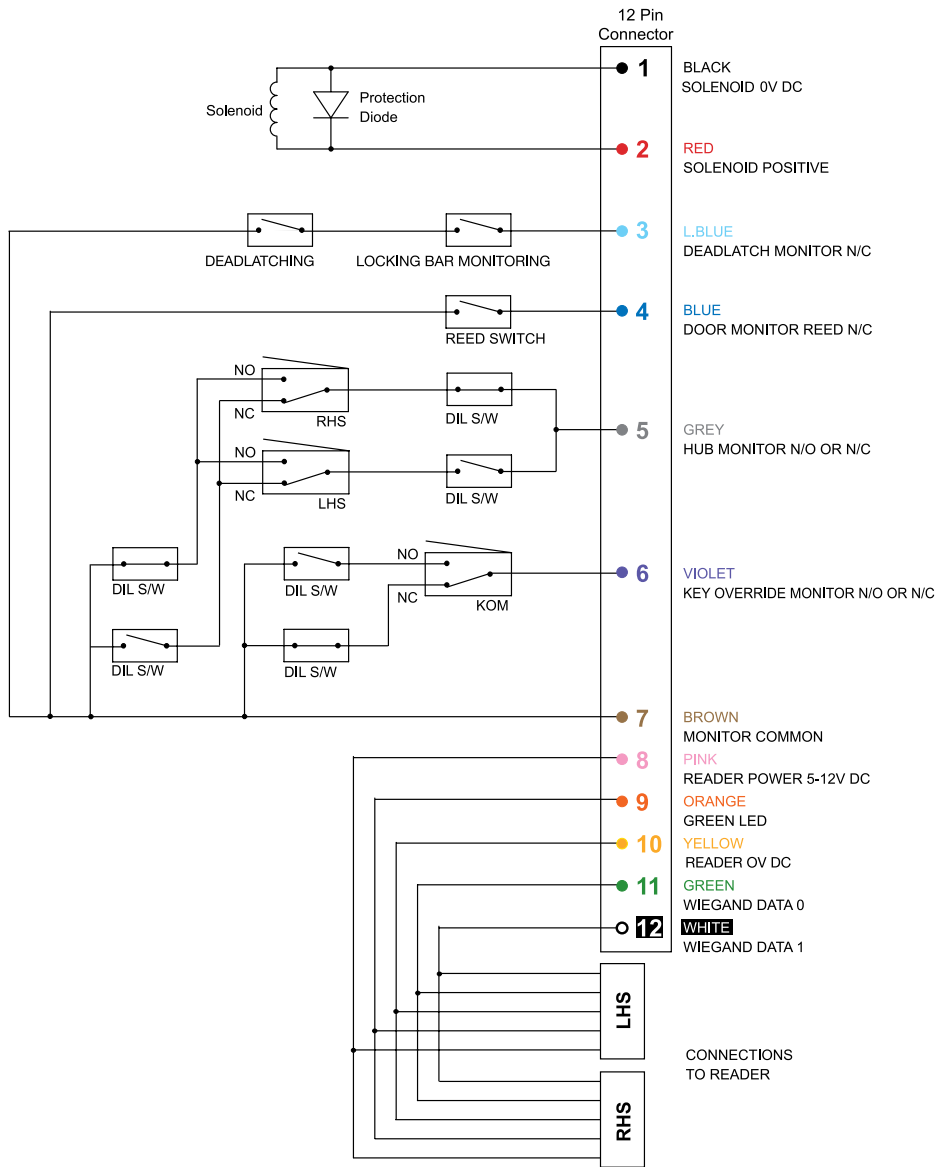 12 Pin
Connector
1
BLACK
SOLENOID 0V DC
Solenoid
Protection
Diode
2
RED
SOLENOID POSITIVE
3
L.BLUE
DEADLATCH MONITOR N/C
DEADLATCHING
LOCKING BAR MONITORING
4
BLUE
DOOR MONITOR REED N/C
REED SWITCH
NO
NC
RHS
DIL S/W
5
GREY
HUB MONITOR N/O OR N/C
NO
NC
LHS
DIL S/W
DIL S/W
DIL S/W
NO
NC
KOM
6
VIOLET
KEY OVERRIDE MONITOR N/O OR N/C
DIL S/W
DIL S/W
7
BROWN
MONITOR COMMON
8
PINK
READER POWER 5-12V DC
9
ORANGE
GREEN LED
10
YELLOW
READER OV DC
11
GREEN
WIEGAND DATA 0
12
WHITE
WIEGAND DATA 1
LHS
CONNECTIONS
TO READER
RHS